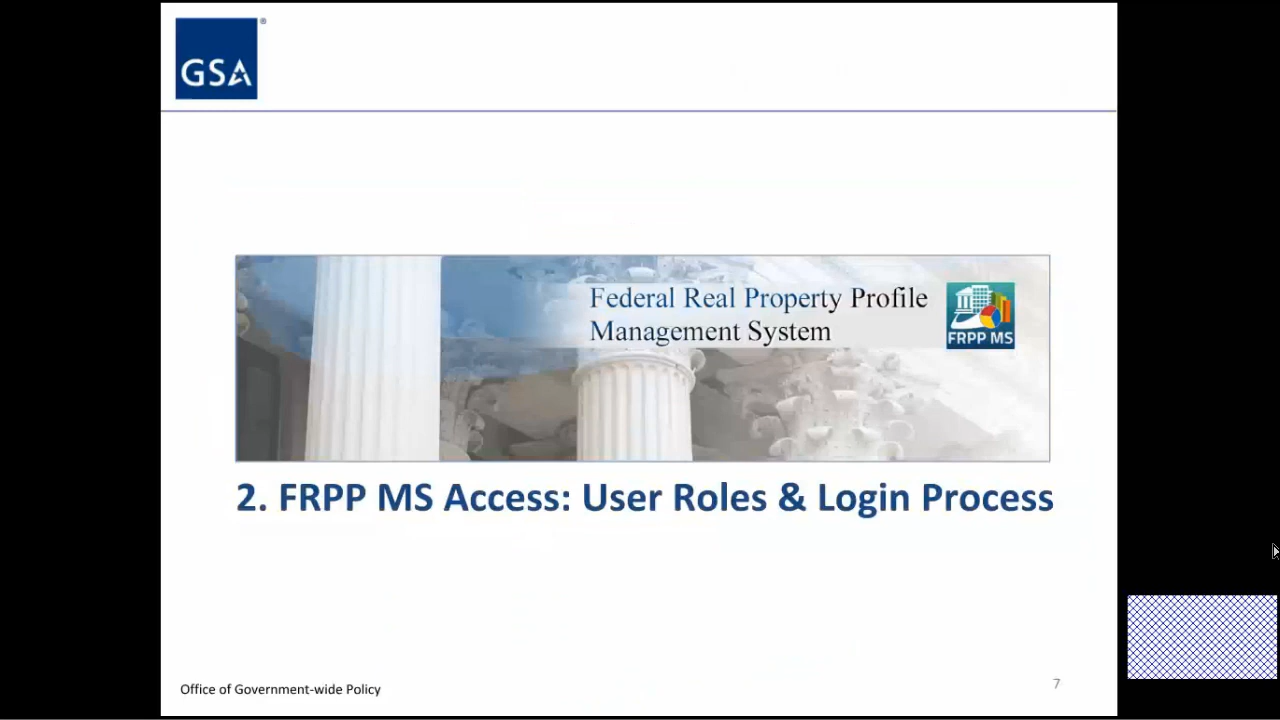 GSA
®
Federal Real Property Profile
Management System
FRPP MS
2. FRPP MS Access: User Roles & Login Process
Office of Government-wide Policy
7